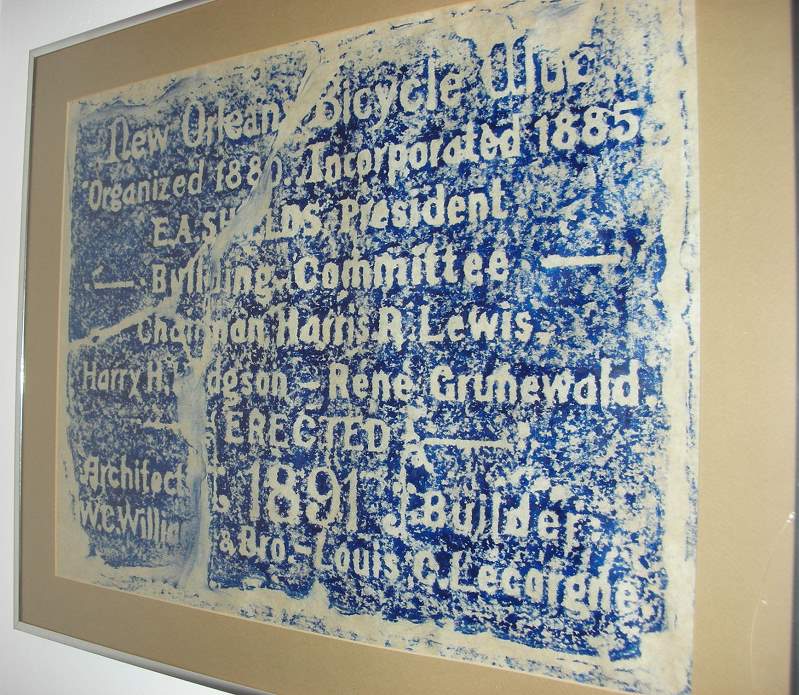 New Orleans Bicycle Club
Organized 1880. Incorporated 1885
E.A. SHIELDS, President
— Building Committee —
Chairman Harris R. Lewis,
Harry H. Hodgson – René Grunewald.
— ERECTED —
Architects 1891 Builder
W.C. Williams & Bro – Louis C. Lecorgne.